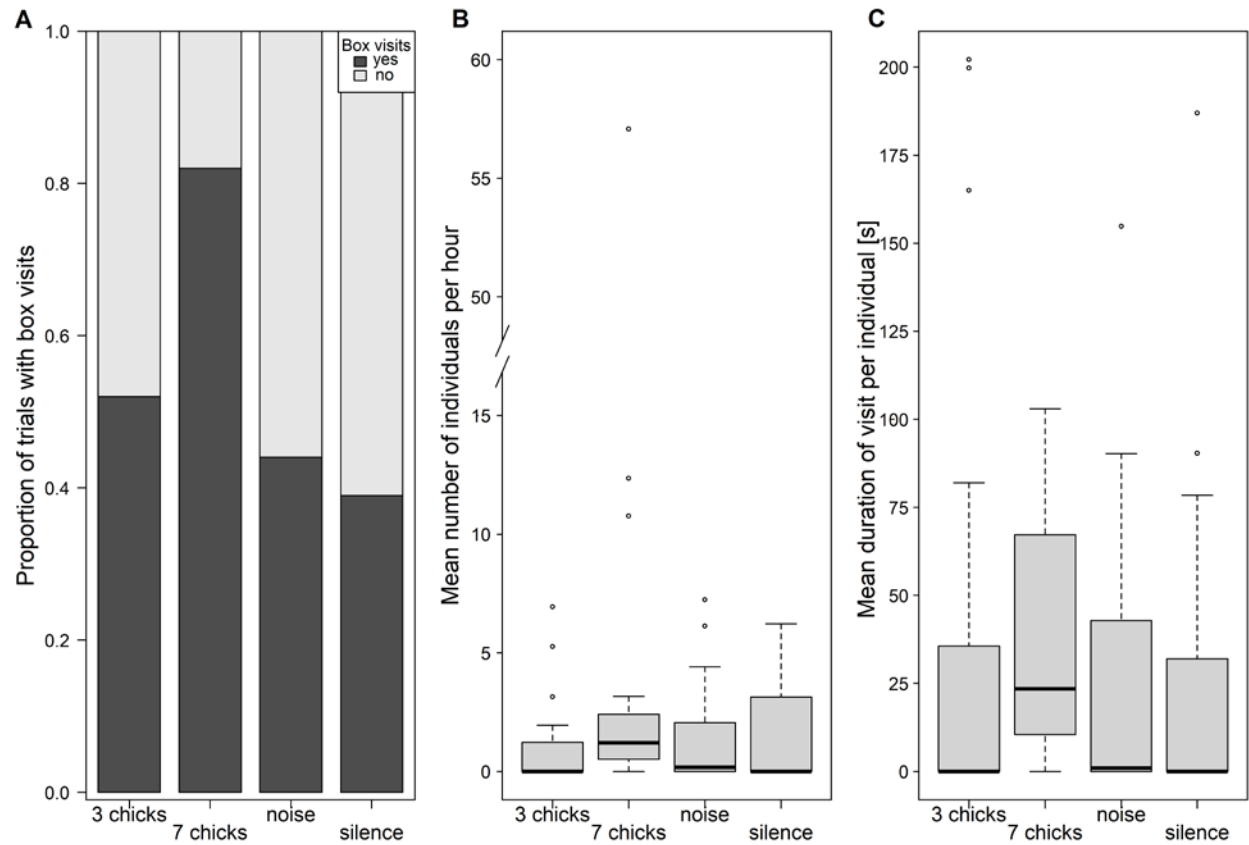 A
Proportion of trials with box visits
1.0
0.8
0.6
0.4
0.2
0.0
Box visits
yes
no
3 chicks
7 chicks
noise
silence
B
Mean number of individuals per hour
60
55
50
15
10
5
0
3 chicks
7 chicks
noise
silence
C
Mean duration of visit per individual [s]
200
175
150
125
100
75
50
25
0
3 chicks
7 chicks
noise
silence